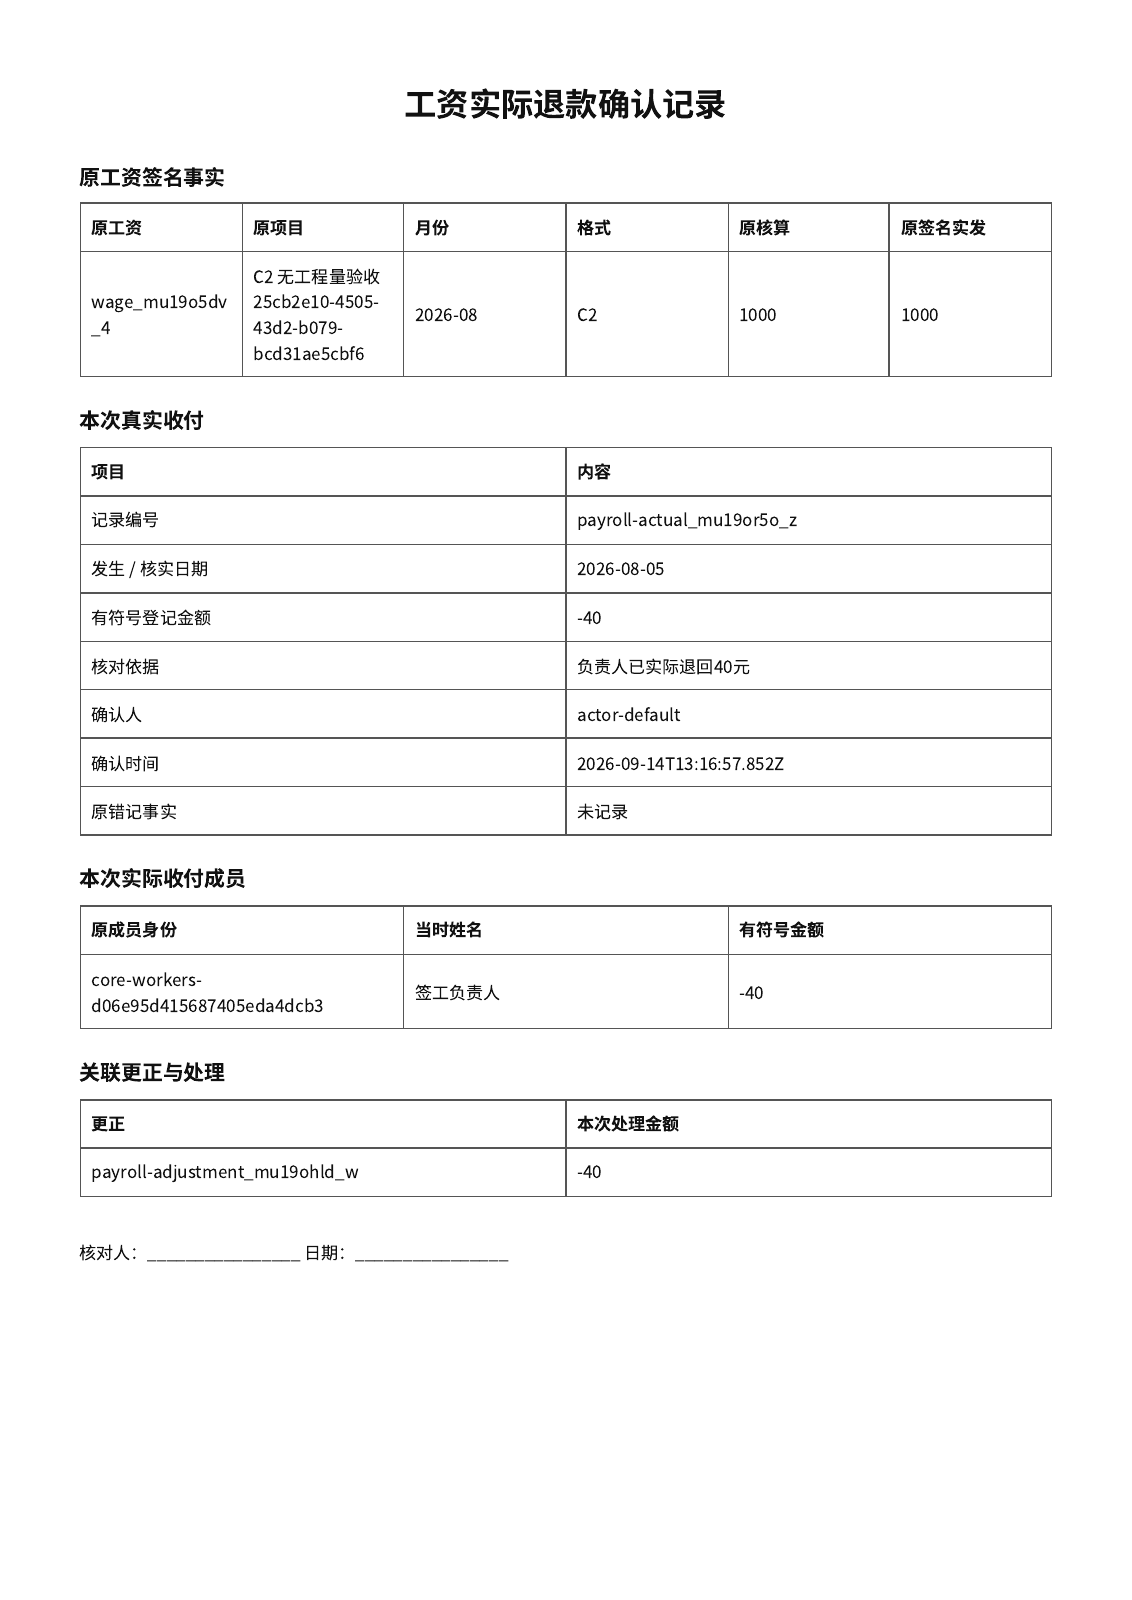 工资实际退款确认记录
原工资签名事实
原工资 原项目 月份 格式 原核算 原签名实发
wage_mu19o5dv_4 C2 无工程量验收 25cb2e10-4505-43d2-b079-bcd31ae5cbf6 2026-08 C2 1000 1000
本次真实收付
项目 内容
记录编号 payroll-actual_mu19or5o_z
发生 / 核实日期 2026-08-05
有符号登记金额 -40
核对依据 负责人已实际退回40元
确认人 actor-default
确认时间 2026-09-14T13:16:57.852Z
原错记事实 未记录
本次实际收付成员
原成员身份 当时姓名 有符号金额
core-workers-d06e95d415687405eda4dcb3 签工负责人 -40
关联更正与处理
更正 本次处理金额
payroll-adjustment_mu19ohld_w -40
核对人：________________ 日期：________________